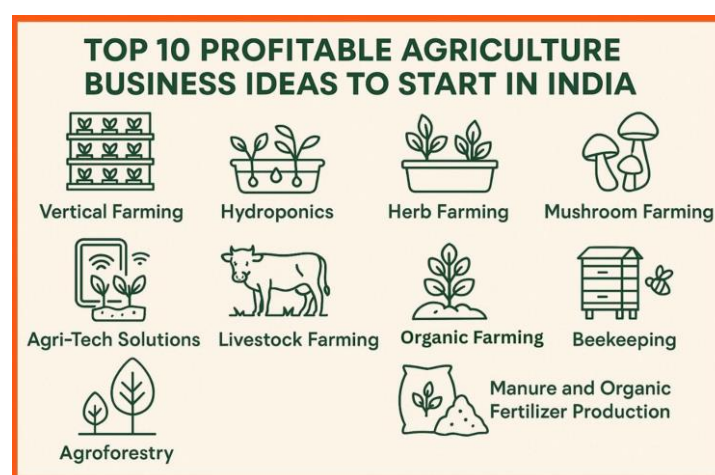 TOP 10 PROFITABLE AGRICULTURE
BUSINESS IDEAS TO START IN INDIA
Vertical Farming
Hydroponics
Herb Farming
Mushroom Farming
Agri-Tech Solutions
Livestock Farming
Organic Farming
Beekeeping
Agroforestry
Manure and Organic
Fertilizer Production